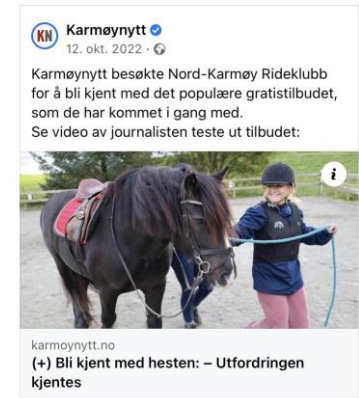 KN
Karmøynytt
12. okt. 2022 ·
Karmøynytt besøkte Nord-Karmøy Rideklubb
for å bli kjent med det populære gratistilbudet,
som de har kommet i gang med.
Se video av journalisten teste ut tilbudet:
i
karmoynytt.no
(+) Bli kjent med hesten: – Utfordringen
kjentes